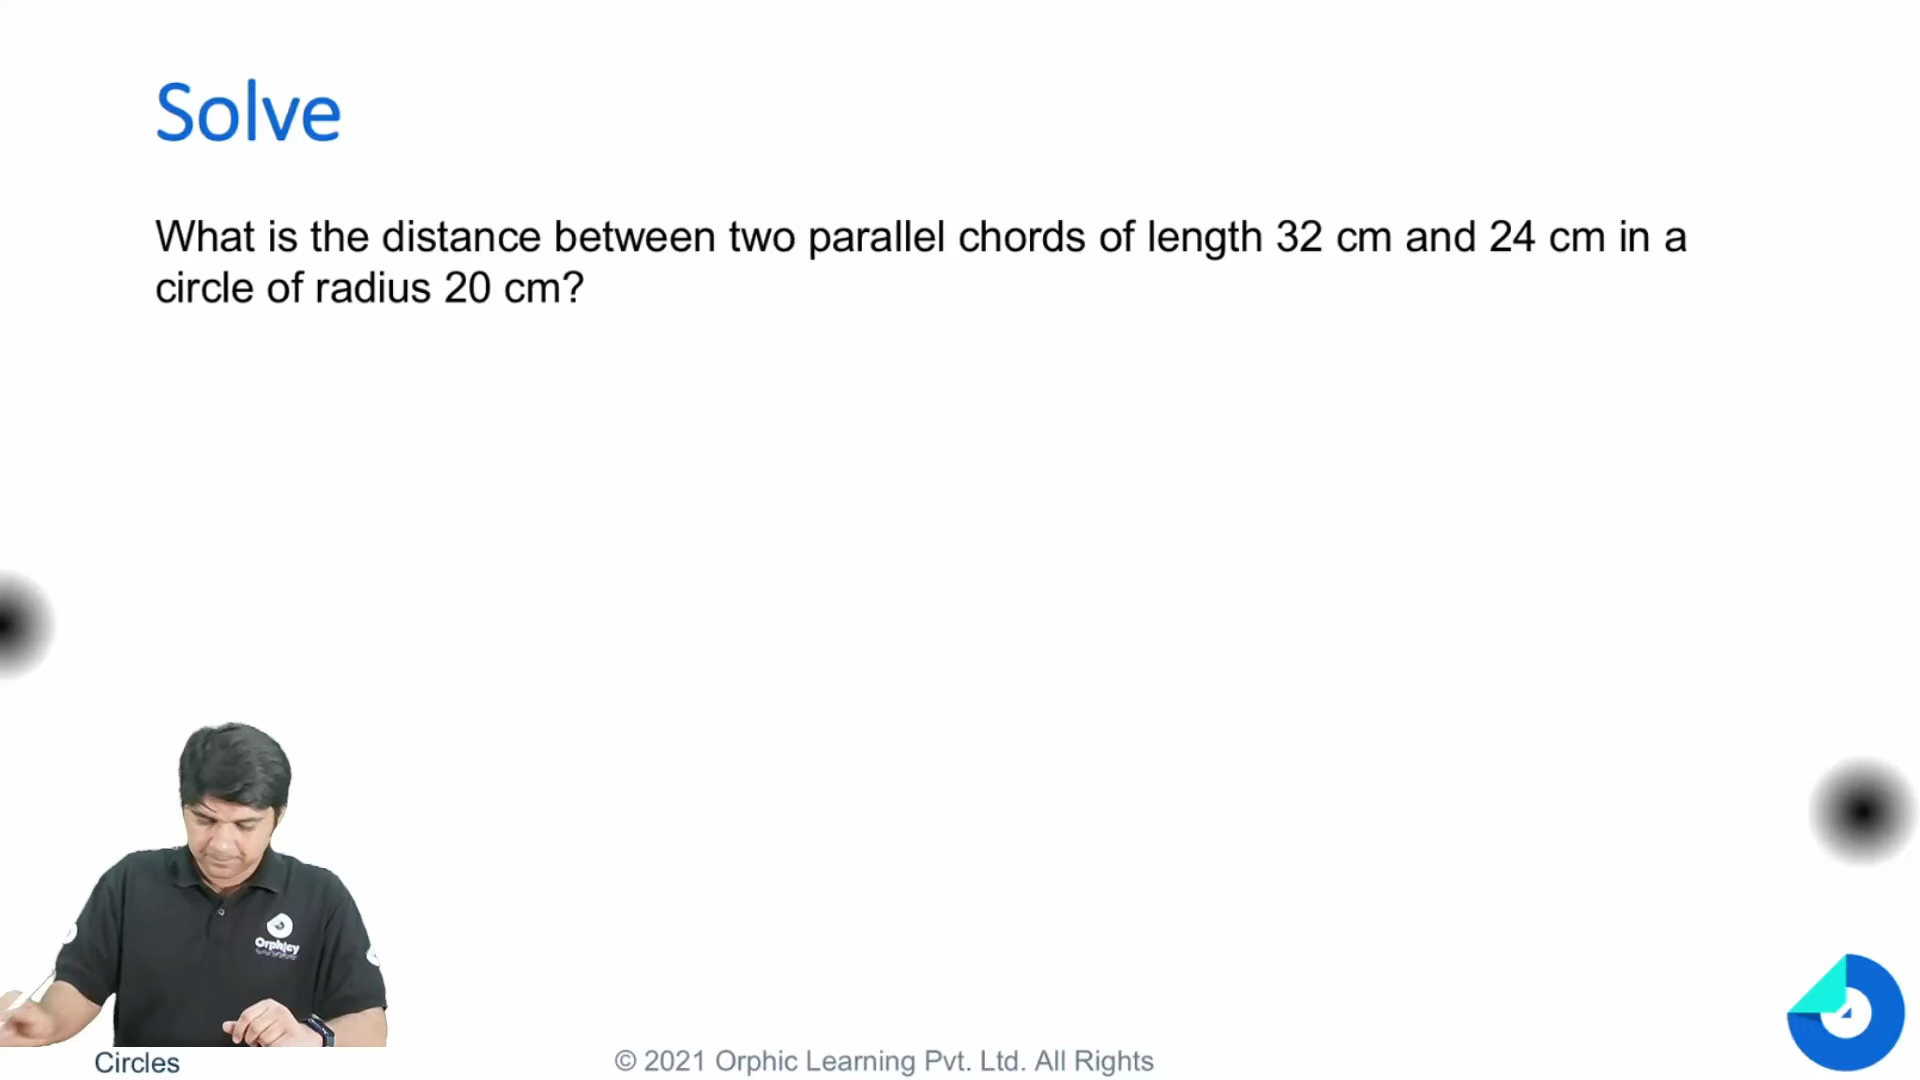 Solve
What is the distance between two parallel chords of length 32 cm and 24 cm in a
circle of radius 20 cm?
Orphicy
Circles
© 2021 Orphic Learning Pvt. Ltd. All Rights